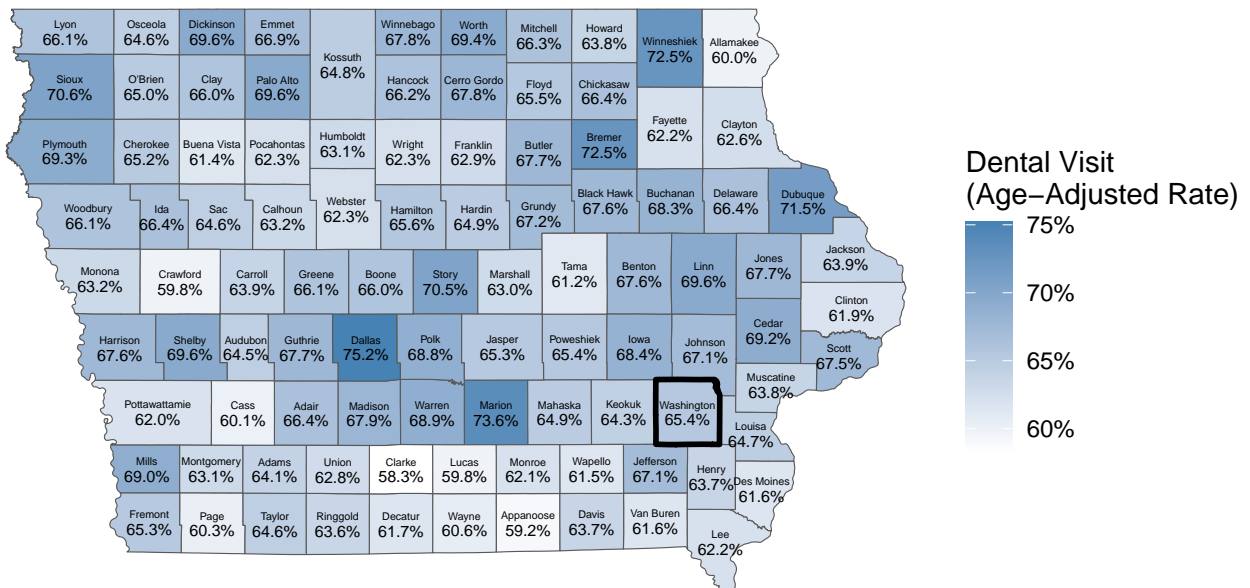 Lyon
66.1%
Osceola
64.6%
Dickinson
69.6%
Emmet
66.9%
Kossuth
64.8%
Winnebago
67.8%
Worth
69.4%
Mitchell
66.3%
Howard
63.8%
Winneshiek
72.5%
Allamakee
60.0%
Sioux
70.6%
O'Brien
65.0%
Clay
66.0%
Palo Alto
69.6%
Hancock
66.2%
Cerro Gordo
67.8%
Floyd
65.5%
Chickasaw
66.4%
Fayette
62.2%
Clayton
62.6%
Plymouth
69.3%
Cherokee
65.2%
Buena Vista
61.4%
Pocahontas
62.3%
Humboldt
63.1%
Wright
62.3%
Franklin
62.9%
Butler
67.7%
Bremer
72.5%
Woodbury
66.1%
Ida
66.4%
Sac
64.6%
Calhoun
63.2%
Webster
62.3%
Hamilton
65.6%
Hardin
64.9%
Grundy
67.2%
Black Hawk
67.6%
Buchanan
68.3%
Delaware
66.4%
Dubuque
71.5%
Monona
63.2%
Crawford
59.8%
Carroll
63.9%
Greene
66.1%
Boone
66.0%
Story
70.5%
Marshall
63.0%
Tama
61.2%
Benton
67.6%
Linn
69.6%
Jones
67.7%
Jackson
63.9%
Clinton
61.9%
Harrison
67.6%
Shelby
69.6%
Audubon
64.5%
Guthrie
67.7%
Dallas
75.2%
Polk
68.8%
Jasper
65.3%
Poweshiek
65.4%
Iowa
68.4%
Johnson
67.1%
Cedar
69.2%
Scott
67.5%
Muscatine
63.8%
Pottawattamie
62.0%
Cass
60.1%
Adair
66.4%
Madison
67.9%
Warren
68.9%
Marion
73.6%
Mahaska
64.9%
Keokuk
64.3%
Washington
65.4%
Louisa
64.7%
Mills
69.0%
Montgomery
63.1%
Adams
64.1%
Union
62.8%
Clarke
58.3%
Lucas
59.8%
Monroe
62.1%
Wapello
61.5%
Jefferson
67.1%
Henry
63.7%
Des Moines
61.6%
Fremont
65.3%
Page
60.3%
Taylor
64.6%
Ringgold
63.6%
Decatur
61.7%
Wayne
60.6%
Appanoose
59.2%
Davis
63.7%
Van Buren
61.6%
Lee
62.2%
Dental Visit
(Age−Adjusted Rate)
75%
70%
65%
60%